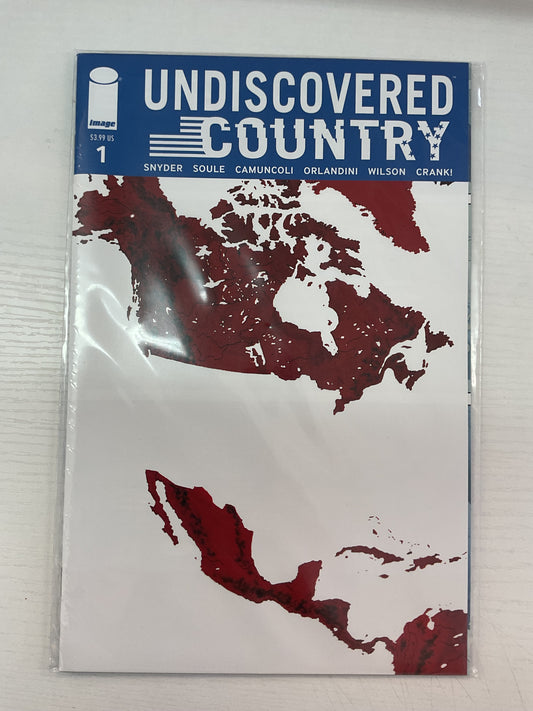 UNDISCOVERED
COUNTRY
image
$3.99 US
1
SNYDER SOULE CAMUNCOLI ORLANDINI WILSON CRANK!